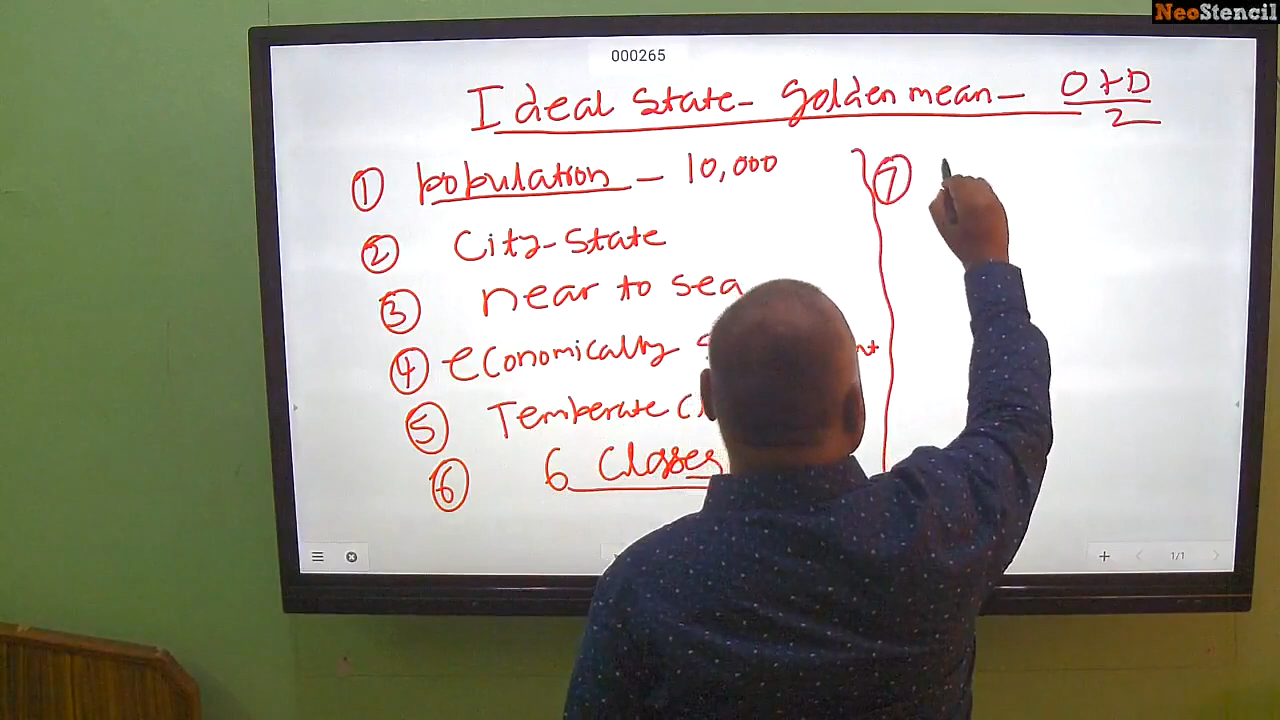 NeoStencil
000265
Ideal State - golden mean - O+D
2
① population - 10,000
② City-State
③ near to sea
④ economically
⑤ Temperate
⑥ 6 Classes
⑦
1/1